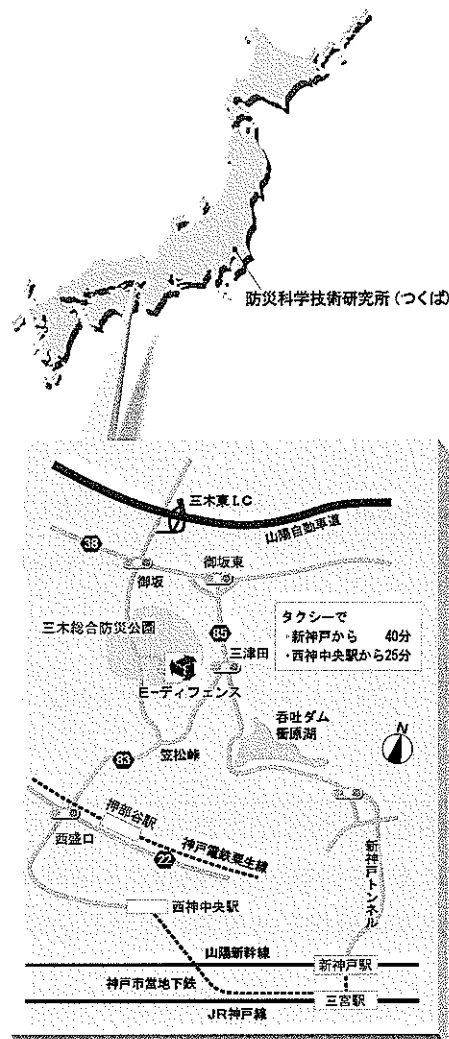 防災科学技術研究所(つくば)
三木東I.C
山陽自動車道
38
御坂東
御坂
三木総合防災公園
85
タクシーで
・新神戸から 40分
・西神中央駅から25分
三津田
E-ディフェンス
呑吐ダム
衝原湖
N
笠松峠
83
押部谷駅
西盛口
神戸電鉄粟生線
22
新神戸トンネル
西神中央駅
山陽新幹線
新神戸駅
神戸市営地下鉄
三宮駅
JR神戸線